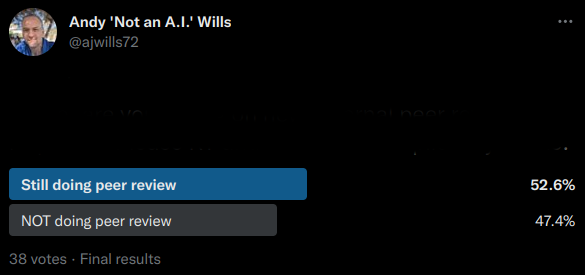 Andy 'Not an A.I.' Wills
@ajwills72
Still doing peer review 52.6%
NOT doing peer review 47.4%
38 votes · Final results